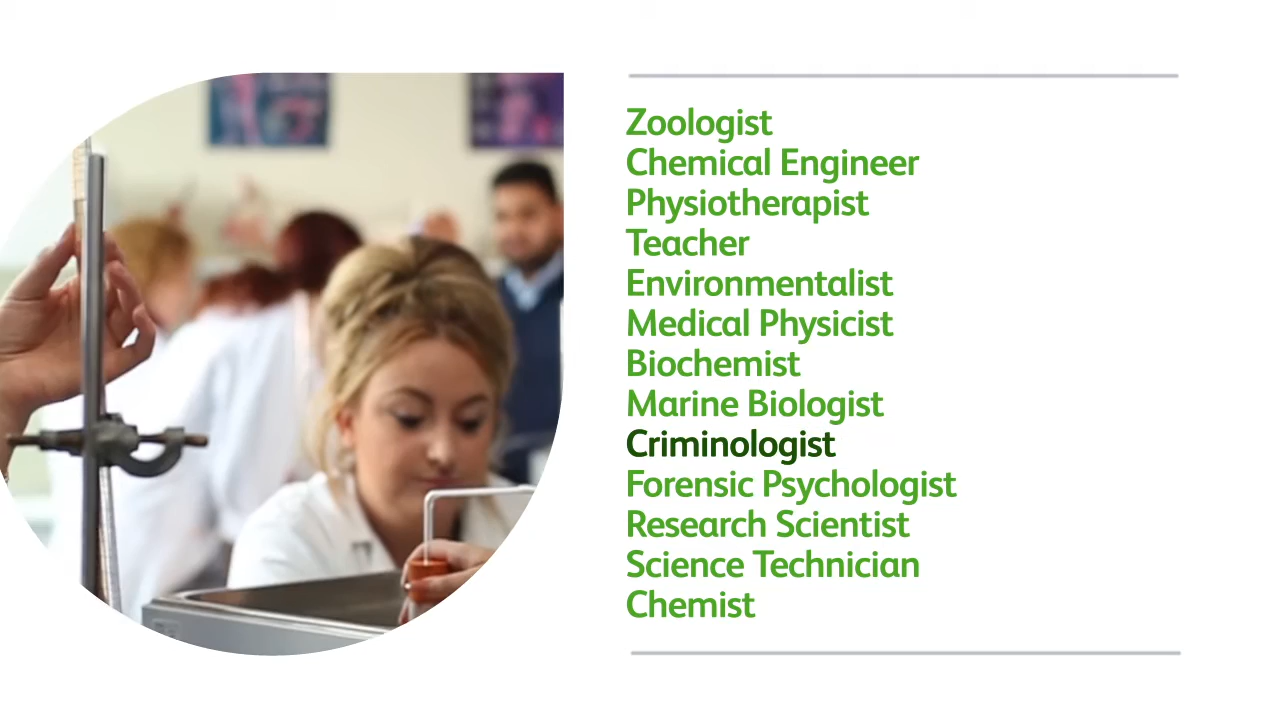 Zoologist
Chemical Engineer
Physiotherapist
Teacher
Environmentalist
Medical Physicist
Biochemist
Marine Biologist
Criminologist
Forensic Psychologist
Research Scientist
Science Technician
Chemist